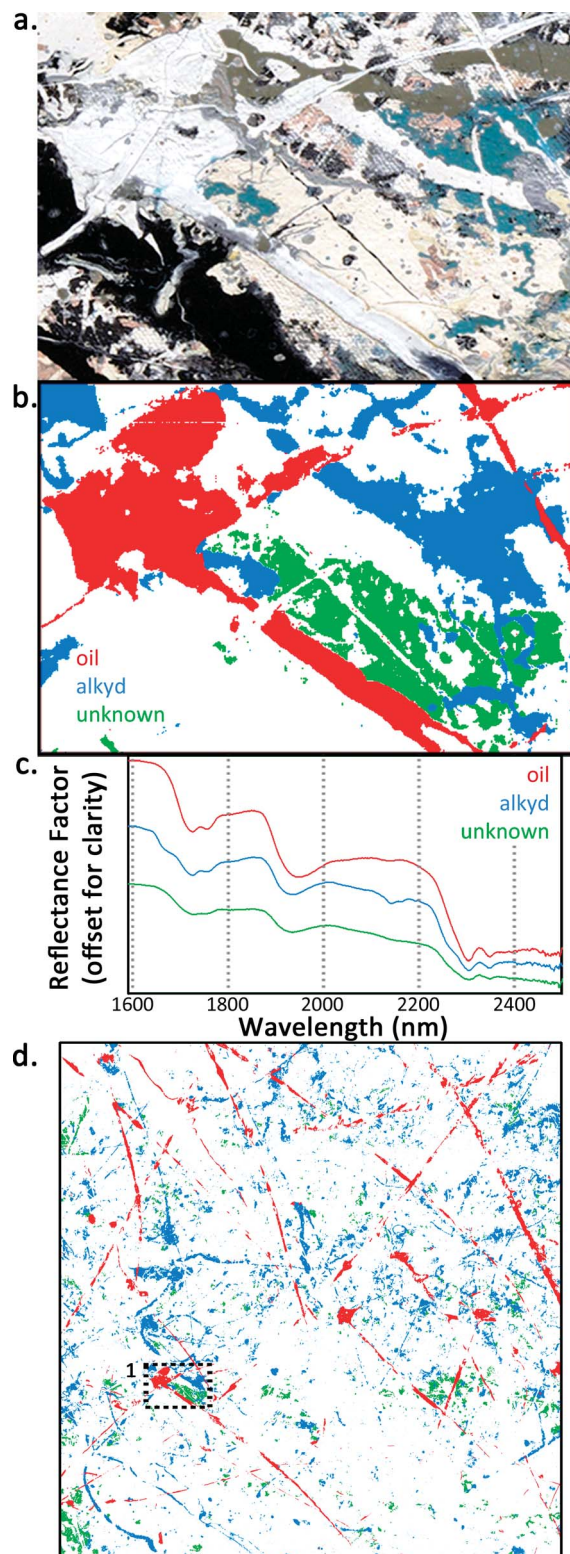 a.
b.
oil
alkyd
unknown
c.
oil
alkyd
unknown
Reflectance Factor
(offset for clarity)
1600 1800 2000 2200 2400
Wavelength (nm)
d.
1